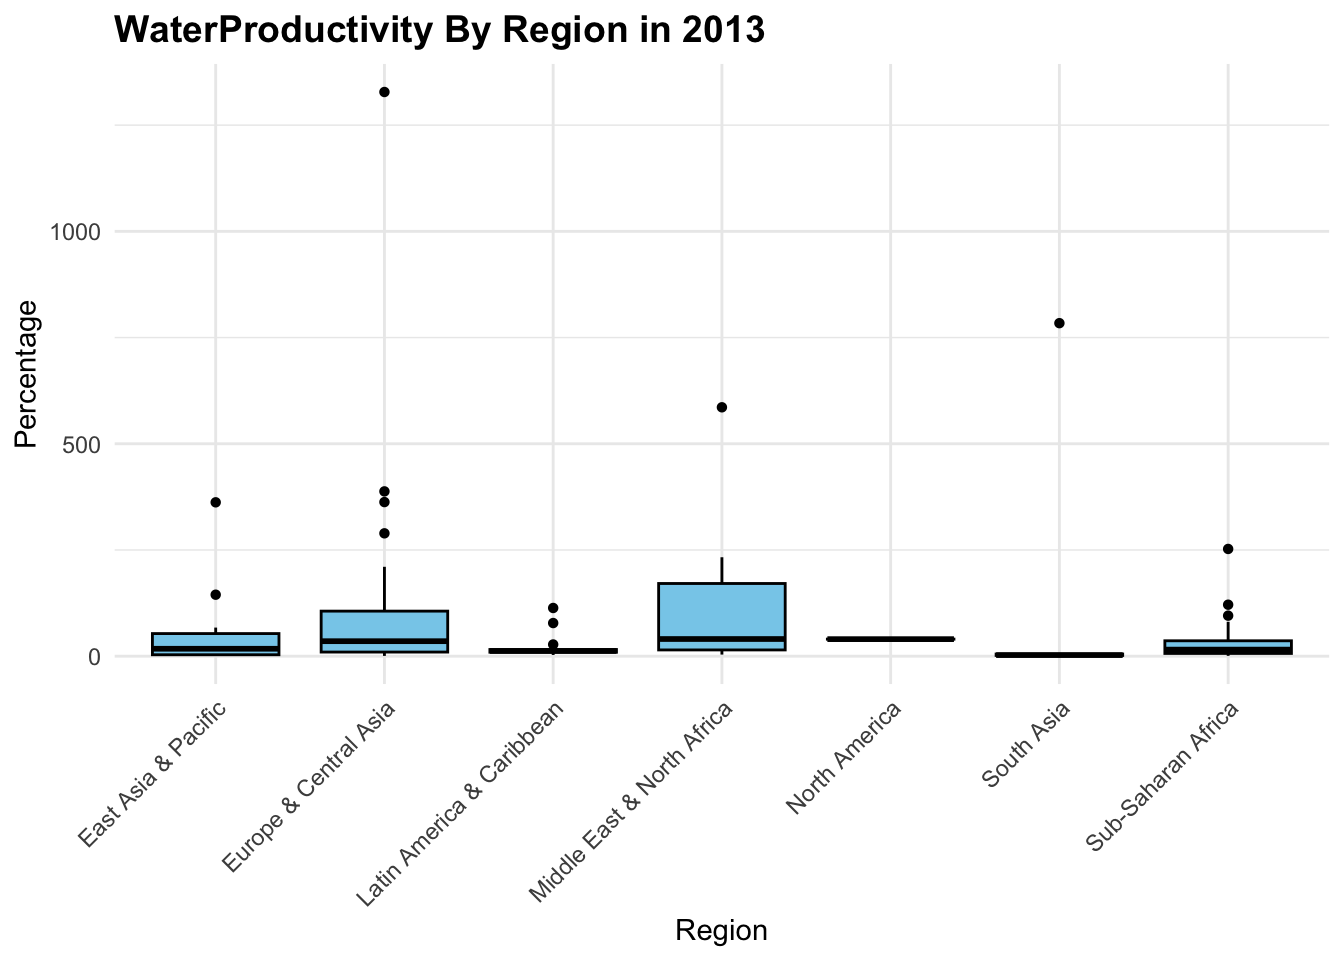 WaterProductivity By Region in 2013
Percentage
1000
500
0
East Asia & Pacific
Europe & Central Asia
Latin America & Caribbean
Middle East & North Africa
North America
South Asia
Sub-Saharan Africa
Region